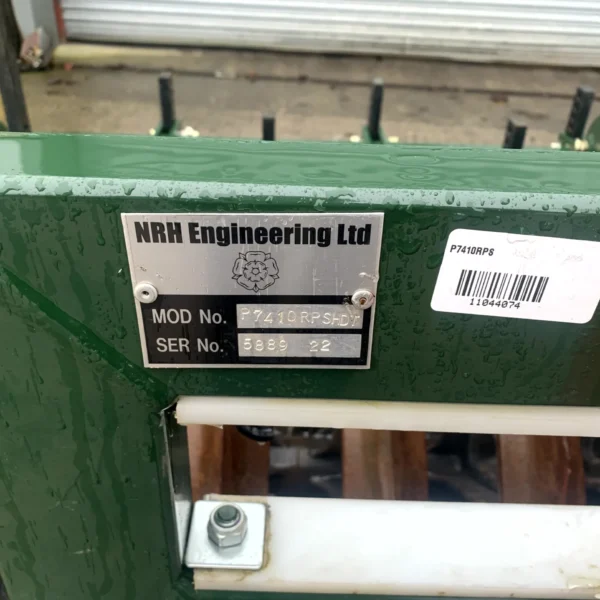 NRH Engineering Ltd
MOD No. P7410RPSHDY
SER No. 5889 22
P7410RPS
11044074